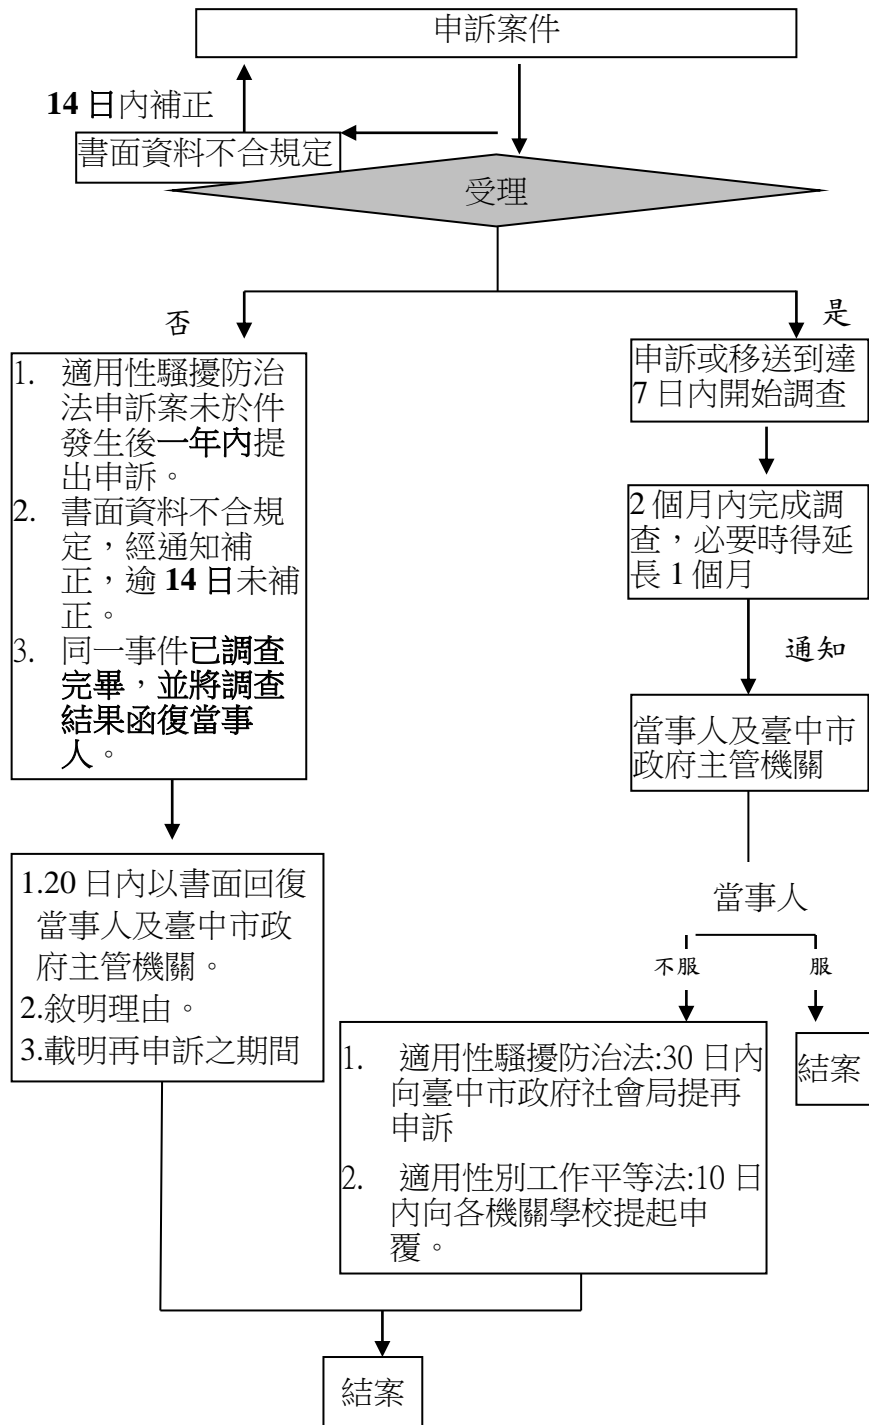 申訴案件
14 日內補正
書面資料不合規定
受理
否
是
1. 適用性騷擾防治
法申訴案未於件
發生後一年內提
出申訴。
2. 書面資料不合規
定，經通知補
正，逾 14 日未補
正。
3. 同一事件已調查
完畢，並將調查
結果函復當事
人。
申訴或移送到達
7 日內開始調查
2 個月內完成調
查，必要時得延
長 1 個月
通知
當事人及臺中市
政府主管機關
1.20 日內以書面回復
當事人及臺中市政
府主管機關。
2.敘明理由。
3.載明再申訴之期間
當事人
不服
服
1. 適用性騷擾防治法:30 日內
向臺中市政府社會局提再
申訴
2. 適用性別工作平等法:10 日
內向各機關學校提起申
覆。
結案
結案